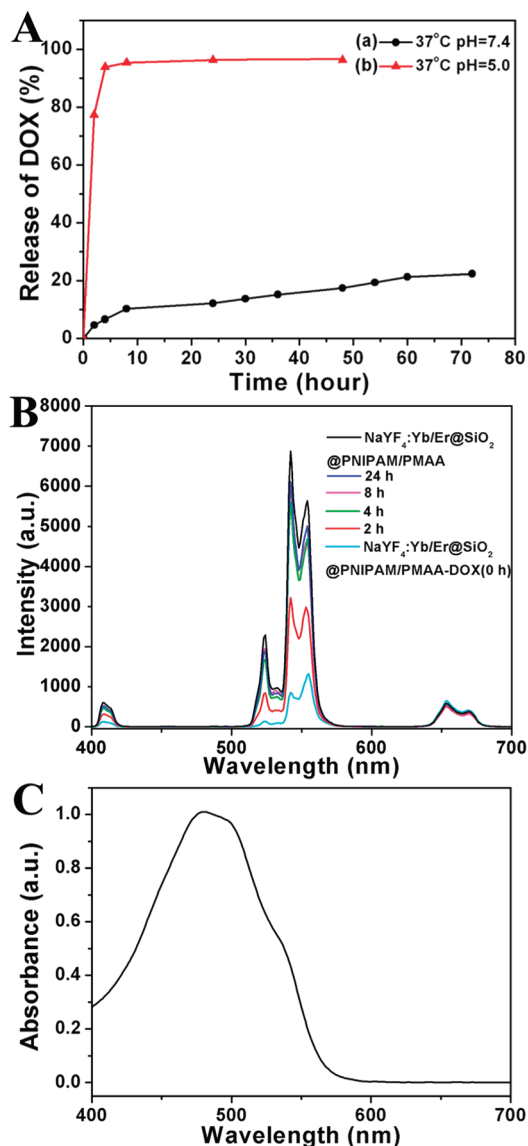 A
(a) 37°C pH=7.4
(b) 37°C pH=5.0
100
80
60
40
20
0
Release of DOX (%)
0 10 20 30 40 50 60 70 80
Time (hour)
B
8000
7000
6000
5000
4000
3000
2000
1000
0
Intensity (a.u.)
NaYF₄:Yb/Er@SiO₂
@PNIPAM/PMAA
24 h
8 h
4 h
2 h
NaYF₄:Yb/Er@SiO₂
@PNIPAM/PMAA-DOX(0 h)
400 500 600 700
Wavelength (nm)
C
1.0
0.8
0.6
0.4
0.2
0.0
Absorbance (a.u.)
400 500 600 700
Wavelength (nm)